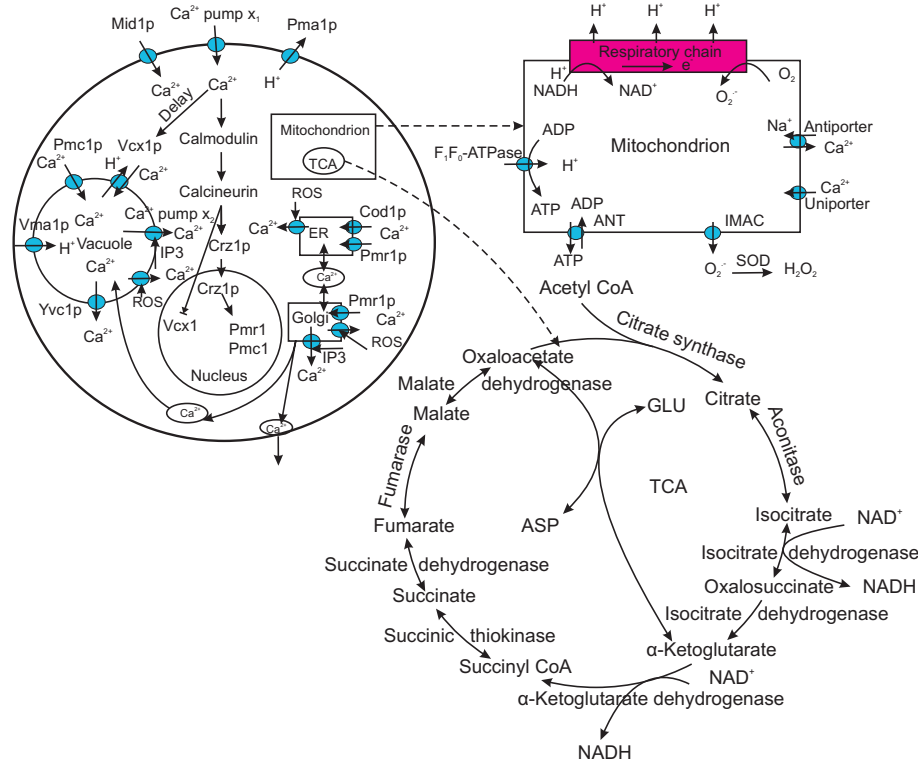 Ca²⁺ pump x₁
Mid1p
Pma1p
Ca²⁺
Ca²⁺
H⁺
Delay
Pmc1p
Vcx1p
Ca²⁺
H⁺
Ca²⁺
Calmodulin
Calcineurin
Crz1p
Crz1p
Vcx1
Pmr1
Pmc1
Nucleus
Vma1p
H⁺
Ca²⁺
Vacuole
Ca²⁺ pump x₂
Ca²⁺
IP3
Ca²⁺
Ca²⁺
ROS
Yvc1p
Ca²⁺
Mitochondrion
TCA
ROS
Ca²⁺
ER
Cod1p
Ca²⁺
Pmr1p
Ca²⁺
Golgi
Pmr1p
Ca²⁺
ROS
IP3
Ca²⁺
Ca²⁺
Ca²⁺
H⁺
H⁺
H⁺
Respiratory chain
e
H⁺
NADH
NAD⁺
O₂
O₂·⁻
Mitochondrion
F₁F₀-ATPase
ADP
H⁺
ATP
Na⁺
Antiporter
Ca²⁺
Ca²⁺
Uniporter
ADP
ANT
ATP
IMAC
O₂·⁻
SOD
H₂O₂
Acetyl CoA
Citrate synthase
Oxaloacetate
Malate dehydrogenase
Malate
Citrate
GLU
Aconitase
Fumarase
TCA
ASP
Isocitrate
NAD⁺
Fumarate
Isocitrate dehydrogenase
Succinate dehydrogenase
Oxalosuccinate
NADH
Succinate
Isocitrate dehydrogenase
Succinic thiokinase
α-Ketoglutarate
Succinyl CoA
NAD⁺
α-Ketoglutarate dehydrogenase
NADH